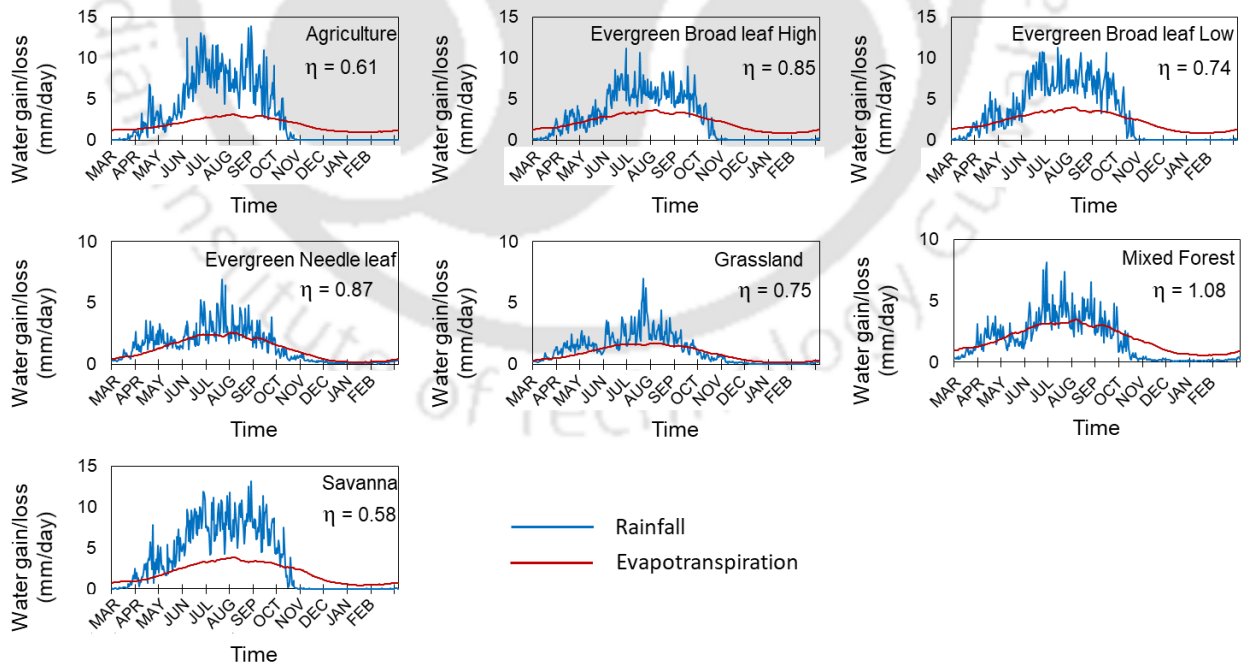 Water gain/loss
(mm/day)
15
10
5
0
Agriculture
η = 0.61
MAR APR MAY JUN JUL AUG SEP OCT NOV DEC JAN FEB
Time
Water gain/loss
(mm/day)
15
10
5
0
Evergreen Broad leaf High
η = 0.85
MAR APR MAY JUN JUL AUG SEP OCT NOV DEC JAN FEB
Time
Water gain/loss
(mm/day)
15
10
5
0
Evergreen Broad leaf Low
η = 0.74
MAR APR MAY JUN JUL AUG SEP OCT NOV DEC JAN FEB
Time
Water gain/loss
(mm/day)
10
5
0
Evergreen Needle leaf
η = 0.87
MAR APR MAY JUN JUL AUG SEP OCT NOV DEC JAN FEB
Time
Water gain/loss
(mm/day)
10
5
0
Grassland
η = 0.75
MAR APR MAY JUN JUL AUG SEP OCT NOV DEC JAN FEB
Time
Water gain/loss
(mm/day)
10
5
0
Mixed Forest
η = 1.08
MAR APR MAY JUN JUL AUG SEP OCT NOV DEC JAN FEB
Time
Water gain/loss
(mm/day)
15
10
5
0
Savanna
η = 0.58
MAR APR MAY JUN JUL AUG SEP OCT NOV DEC JAN FEB
Time
Rainfall
Evapotranspiration